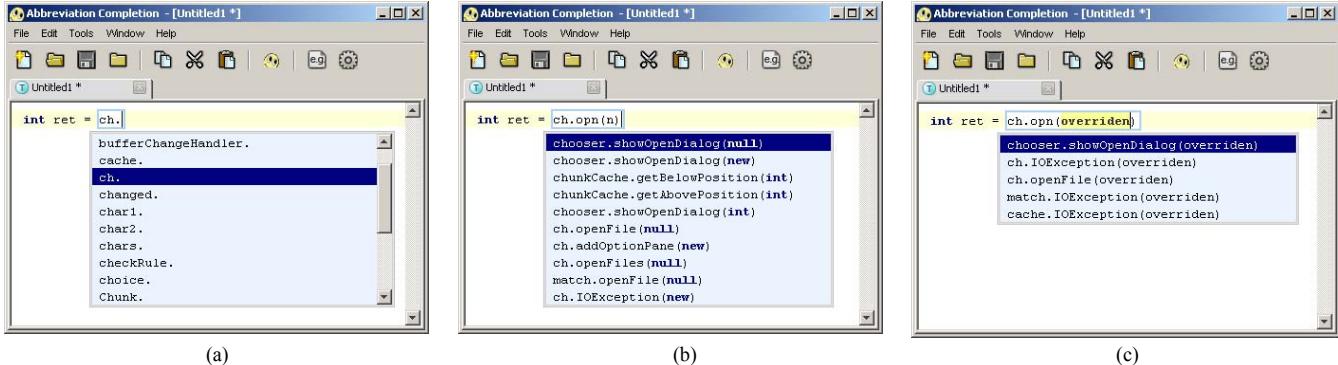 Abbreviation Completion - [Untitled1 *]
File Edit Tools Window Help
e.g.
T Untitled1 *
int ret = ch.
bufferChangeHandler.
cache.
ch.
changed.
char1.
char2.
chars.
checkRule.
choice.
Chunk.
(a)
Abbreviation Completion - [Untitled1 *]
File Edit Tools Window Help
e.g.
T Untitled1 *
int ret = ch.opn(n)
chooser.showOpenDialog(null)
chooser.showOpenDialog(new)
chunkCache.getBelowPosition(int)
chunkCache.getAbovePosition(int)
chooser.showOpenDialog(int)
ch.openFile(null)
ch.addOptionPane(new)
ch.openFiles(null)
match.openFile(null)
ch.IOException(new)
(b)
Abbreviation Completion - [Untitled1 *]
File Edit Tools Window Help
e.g.
T Untitled1 *
int ret = ch.opn(overriden)
chooser.showOpenDialog(overriden)
ch.IOException(overriden)
ch.openFile(overriden)
match.IOException(overriden)
cache.IOException(overriden)
(c)